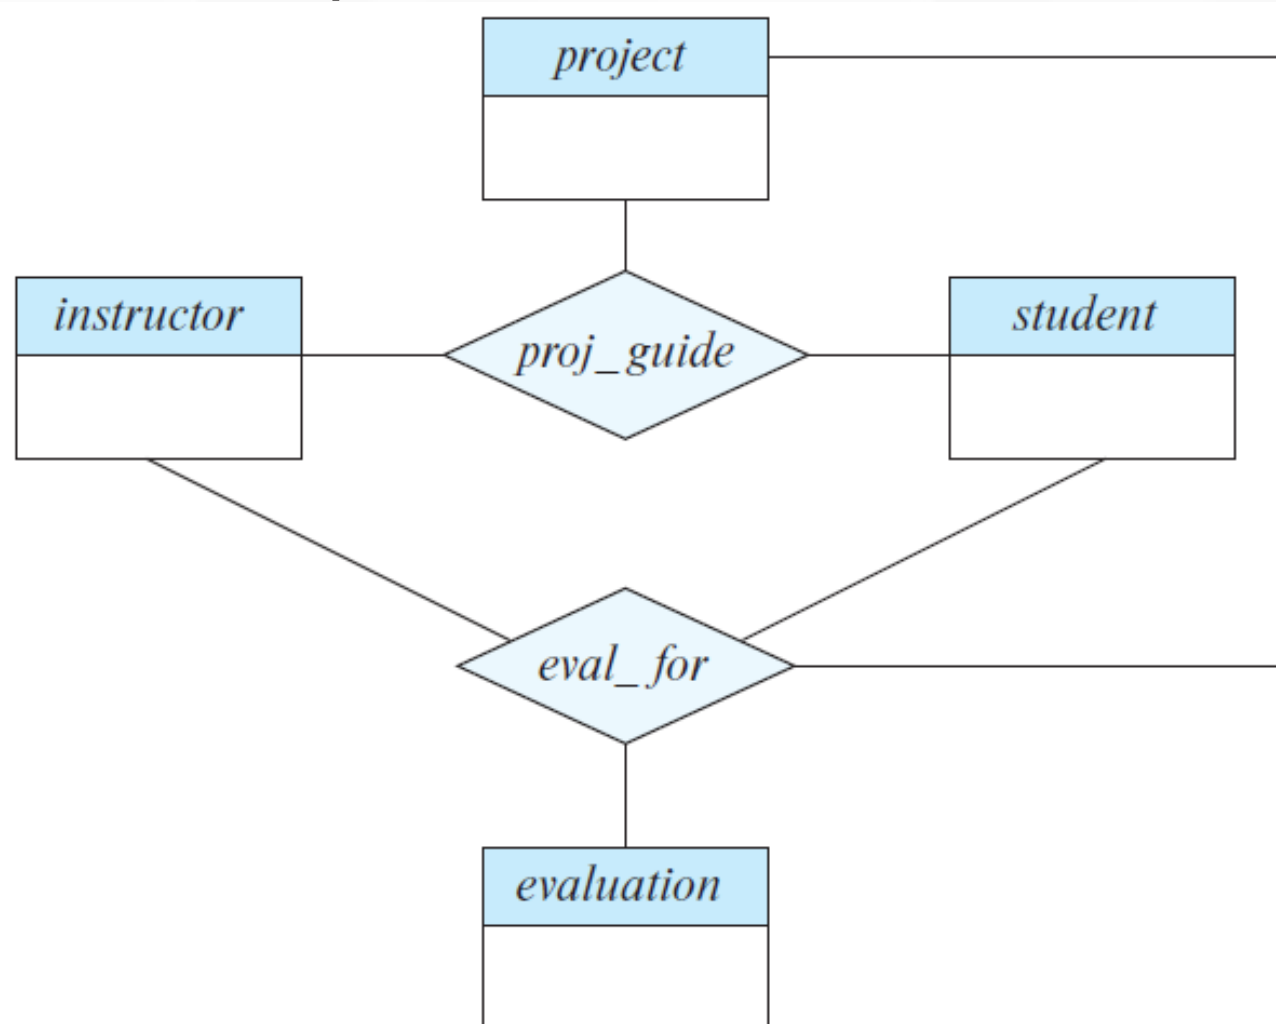 project
instructor
proj_guide
student
eval_for
evaluation